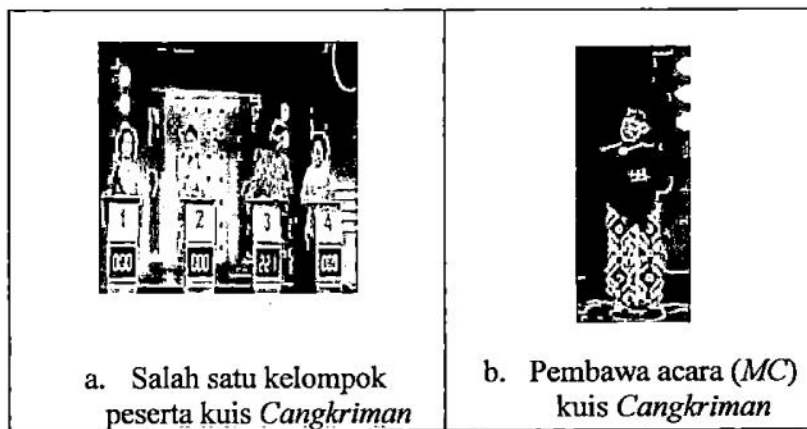 1 2 3 4
000 000 221
a. Salah satu kelompok
peserta kuis Cangkriman
b. Pembawa acara (MC)
kuis Cangkriman